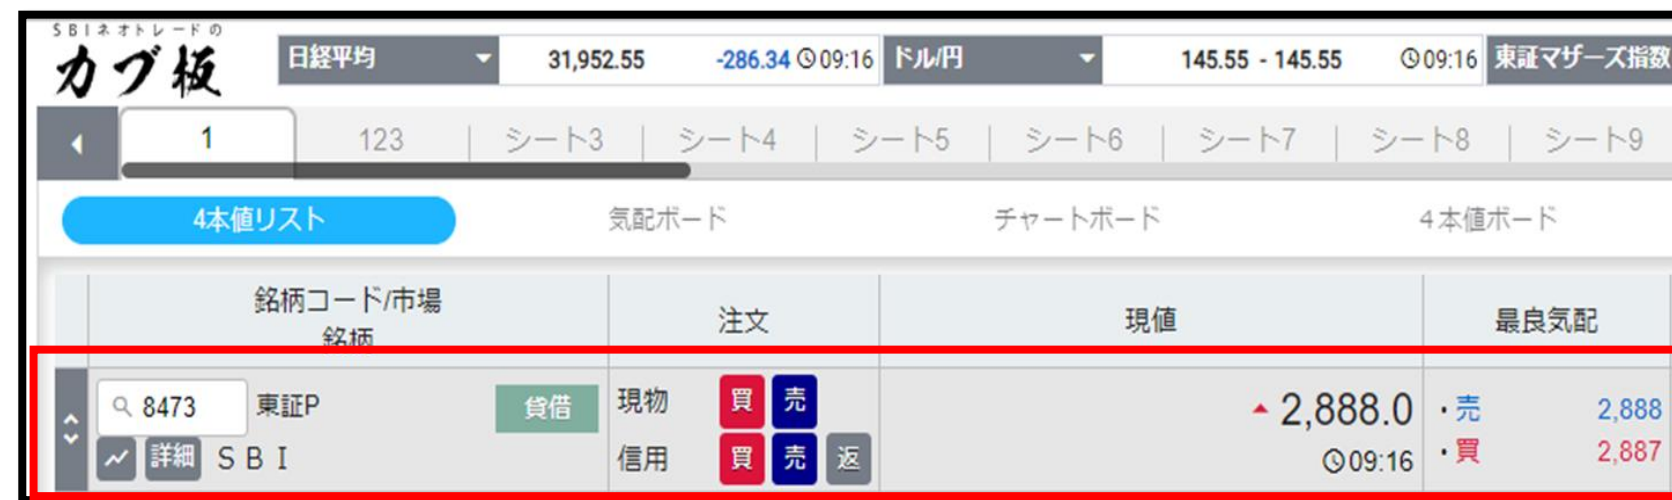 SBIネオトレードの
カブ板
日経平均 31,952.55 -286.34 09:16 ドル/円 145.55 - 145.55 09:16 東証マザーズ指数
1 123 シート3 シート4 シート5 シート6 シート7 シート8 シート9
4本値リスト 気配ボード チャートボード 4本値ボード
銘柄コード/市場 注文 現値 最良気配
銘柄
8473 東証P 貸借 現物 買 売 2,888.0 ・売 2,888
詳細 SBI 信用 買 売 返 09:16 ・買 2,887